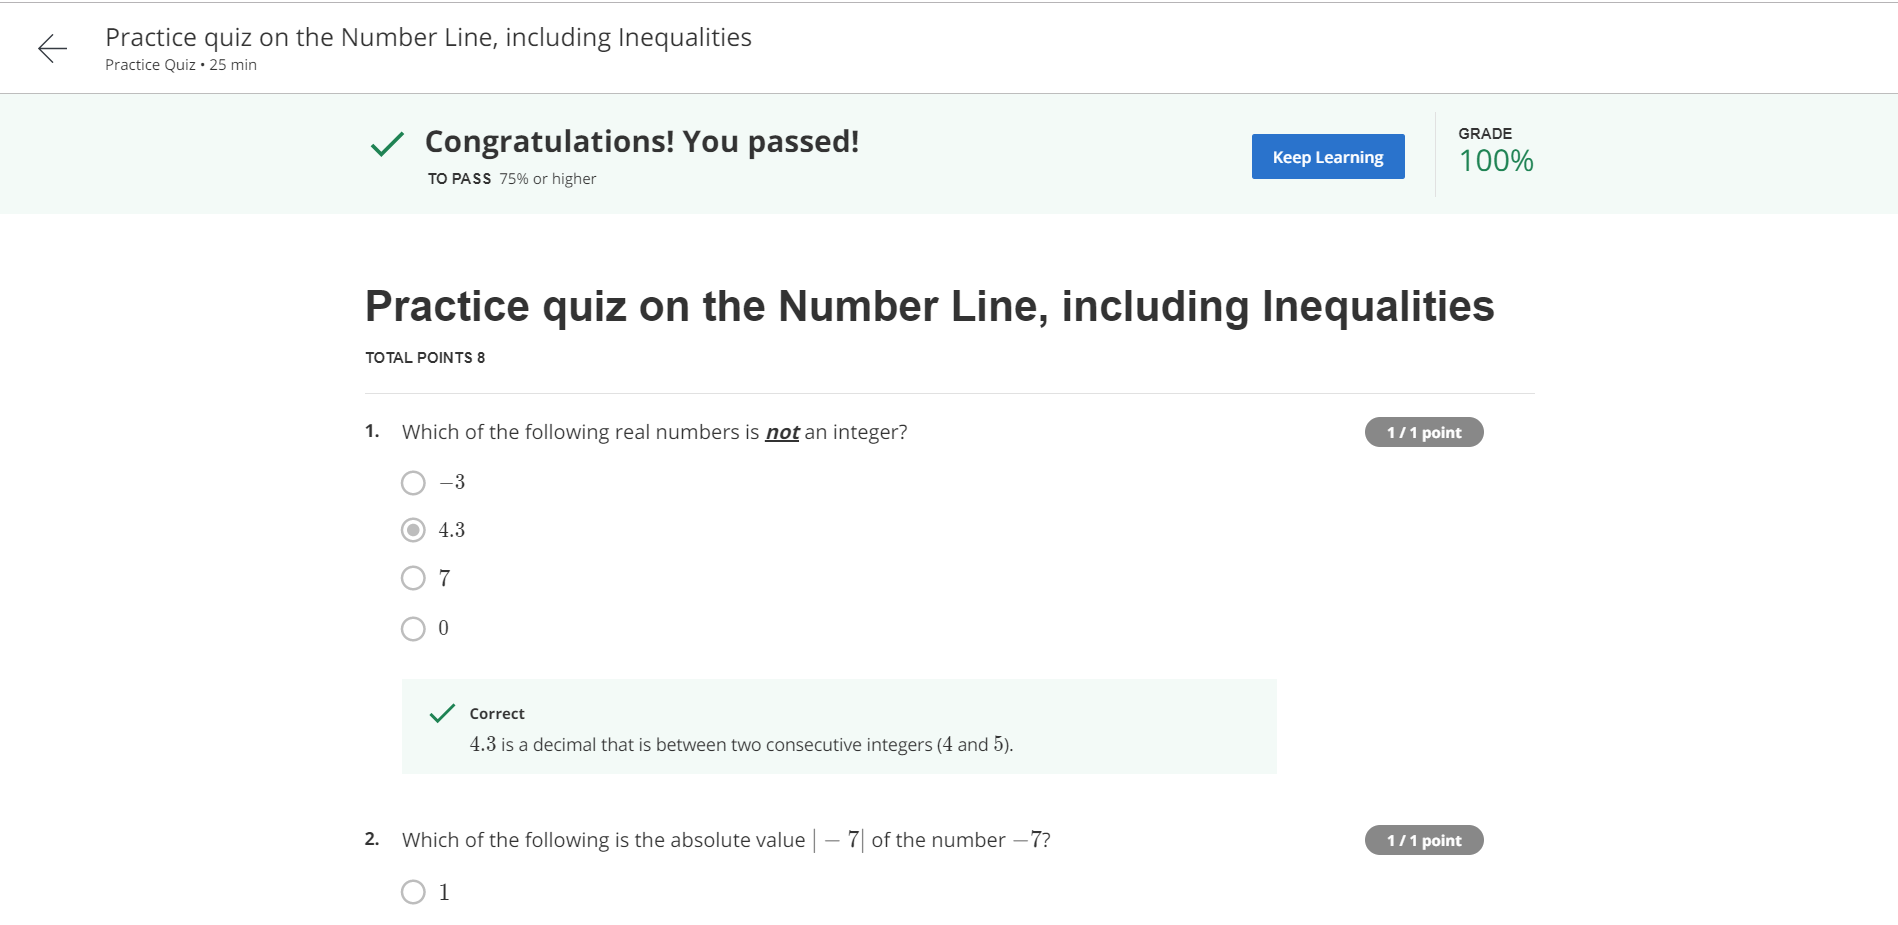 Practice quiz on the Number Line, including Inequalities
Practice Quiz • 25 min
Congratulations! You passed!
TO PASS 75% or higher
Keep Learning
GRADE
100%
Practice quiz on the Number Line, including Inequalities
TOTAL POINTS 8
1. Which of the following real numbers is not an integer?
1 / 1 point
−3
4.3
7
0
Correct
4.3 is a decimal that is between two consecutive integers (4 and 5).
2. Which of the following is the absolute value | − 7| of the number −7?
1 / 1 point
1